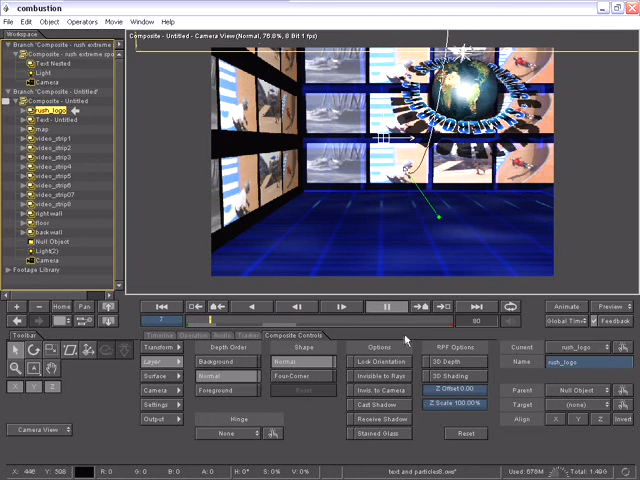 combustion
File Edit Object Operators Movie Window Help
Workspace
Branch 'Composite - rush extreme
Composite - rush extreme spo
Text Nested
Light
Camera
Branch 'Composite - Untitled'
Composite - Untitled
rush_logo
Text - Untitled
map
video_strip1
video_strip2
video_strip3
video_strip4
video_strip5
video_strip6
video_strip07
video_strip8
right wall
floor
back wall
Null Object
Light(2)
Camera
Footage Library
Composite - Untitled - Camera View (Normal, 76.8%, 8 Bit 1 fps)
Home Pan
7
80
Animate Preview
Global Time Feedback
Toolbar
X Y Z
Camera View
Timeline Operation Audio Tracker Composite Controls
Transform
Layer
Surface
Camera
Settings
Output
Depth Order
Background
Normal
Foreground
Hinge
None
Shape
Normal
Four-Corner
Reset
Options
Lock Orientation
Invisible to Rays
Invis. to Camera
Cast Shadow
Receive Shadow
Stained Glass
RPF Options
3D Depth
3D Shading
Z Offset 0.00
Z Scale 100.00%
Reset
Current rush_logo
Name rush_logo
Parent Null Object
Target (none)
Align X Y Z Invert
X: 446 Y: 508 R: 0 G: 0 B: 0 A: 0 H: 0° S: 0% V: 0%
text and particles8.cws* Used: 678M Total: 1.49G